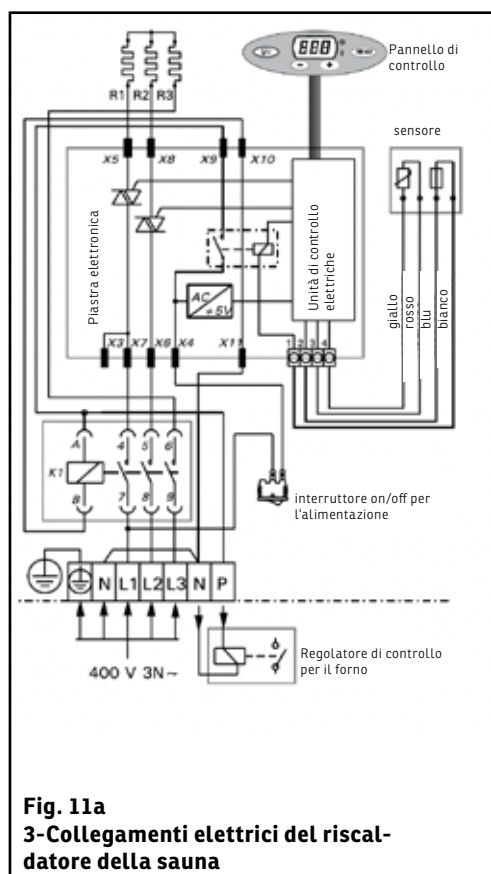 R1 R2 R3
888
- +
Pannello di
controllo
sensore
X5 X8 X9 X10
Piastra elettronica
Unità di controllo
elettriche
AC
+5V
giallo
rosso
blu
bianco
X3 X7 X6 X4 X11 1 2 3 4
A 4 5 6
K1
B 7 8 9
interruttore on/off per
l'alimentazione
N L1 L2 L3 N P
400 V 3N~
Regolatore di controllo
per il forno
Fig. 11a
3-Collegamenti elettrici del riscal-
datore della sauna